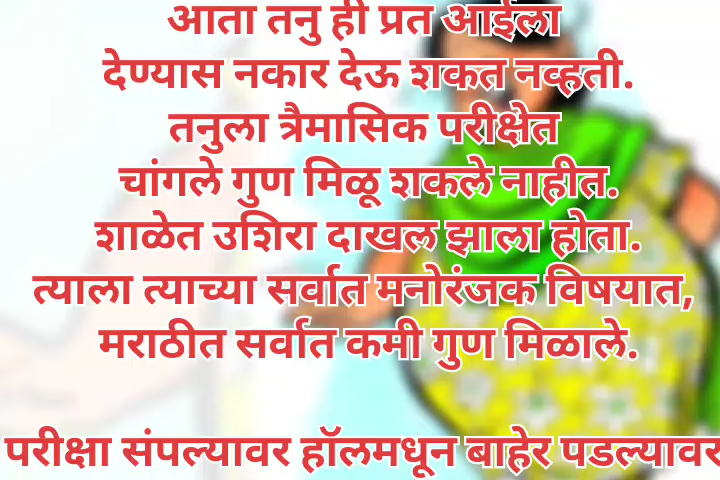 आता तनु ही प्रत आईला
देण्यास नकार देऊ शकत नव्हती.
तनुला त्रैमासिक परीक्षेत
चांगले गुण मिळू शकले नाहीत.
शाळेत उशिरा दाखल झाला होता.
त्याला त्याच्या सर्वात मनोरंजक विषयात,
मराठीत सर्वात कमी गुण मिळाले.
परीक्षा संपल्यावर हॉलमधून बाहेर पडल्यावर